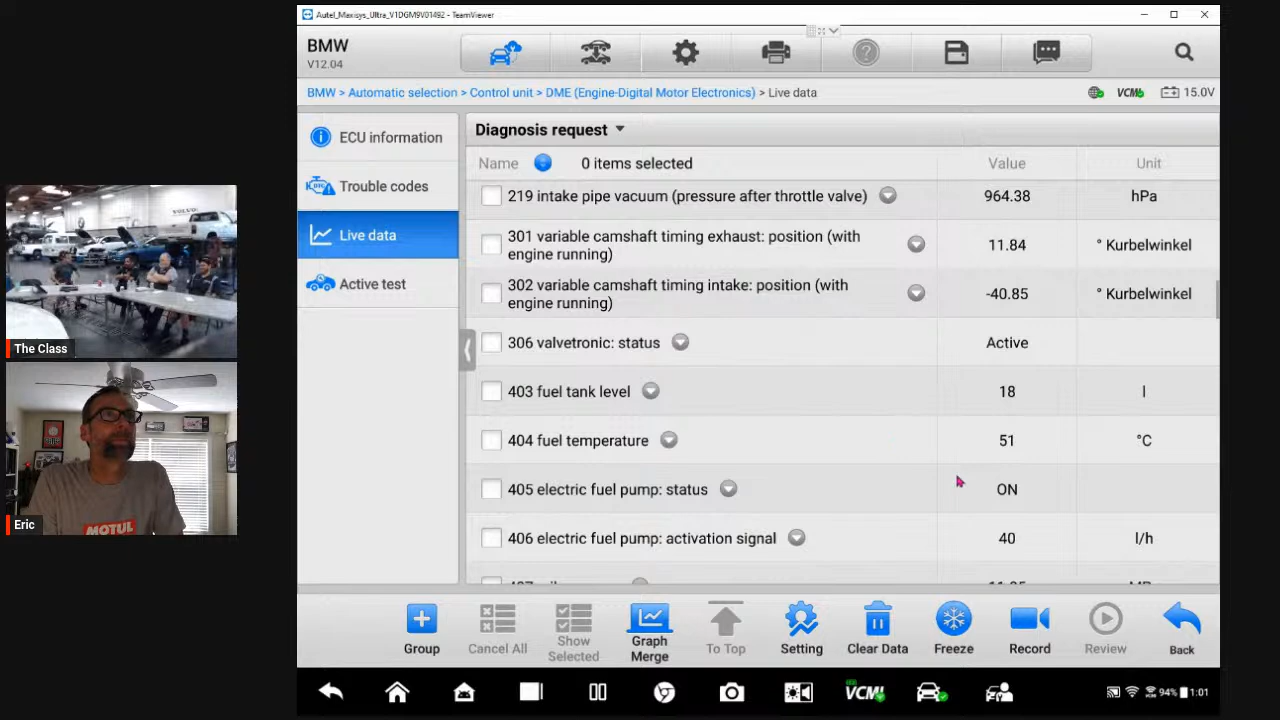 Autel_Maxisys_Ultra_V1DGM9V01492 - TeamViewer
BMW
V12.04
BMW > Automatic selection > Control unit > DME (Engine-Digital Motor Electronics) > Live data
VCMI
15.0V
ECU information
Trouble codes
Live data
Active test
Diagnosis request
Name 0 items selected Value Unit
219 intake pipe vacuum (pressure after throttle valve) 964.38 hPa
301 variable camshaft timing exhaust: position (with
engine running) 11.84 ° Kurbelwinkel
302 variable camshaft timing intake: position (with
engine running) -40.85 ° Kurbelwinkel
306 valvetronic: status Active
403 fuel tank level 18 l
404 fuel temperature 51 °C
405 electric fuel pump: status ON
406 electric fuel pump: activation signal 40 l/h
Group
Cancel All
Show
Selected
Graph
Merge
To Top
Setting
Clear Data
Freeze
Record
Review
Back
VCMI
94% 1:01
VOLVO
The Class
MOTUL
Eric